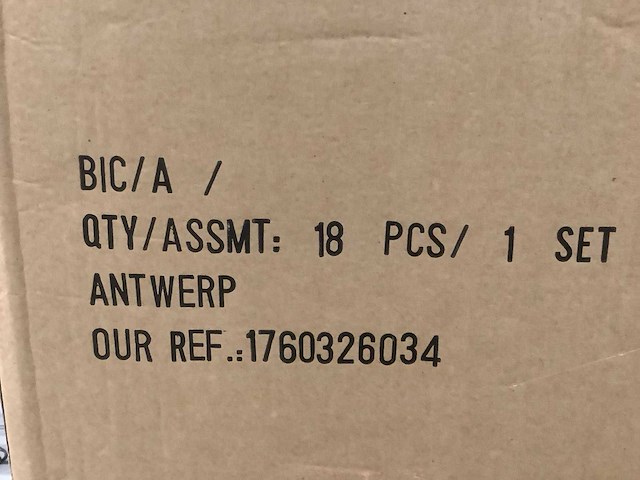 BIC/A /
QTY/ASSMT: 18 PCS/ 1 SET
ANTWERP
OUR REF.:1760326034